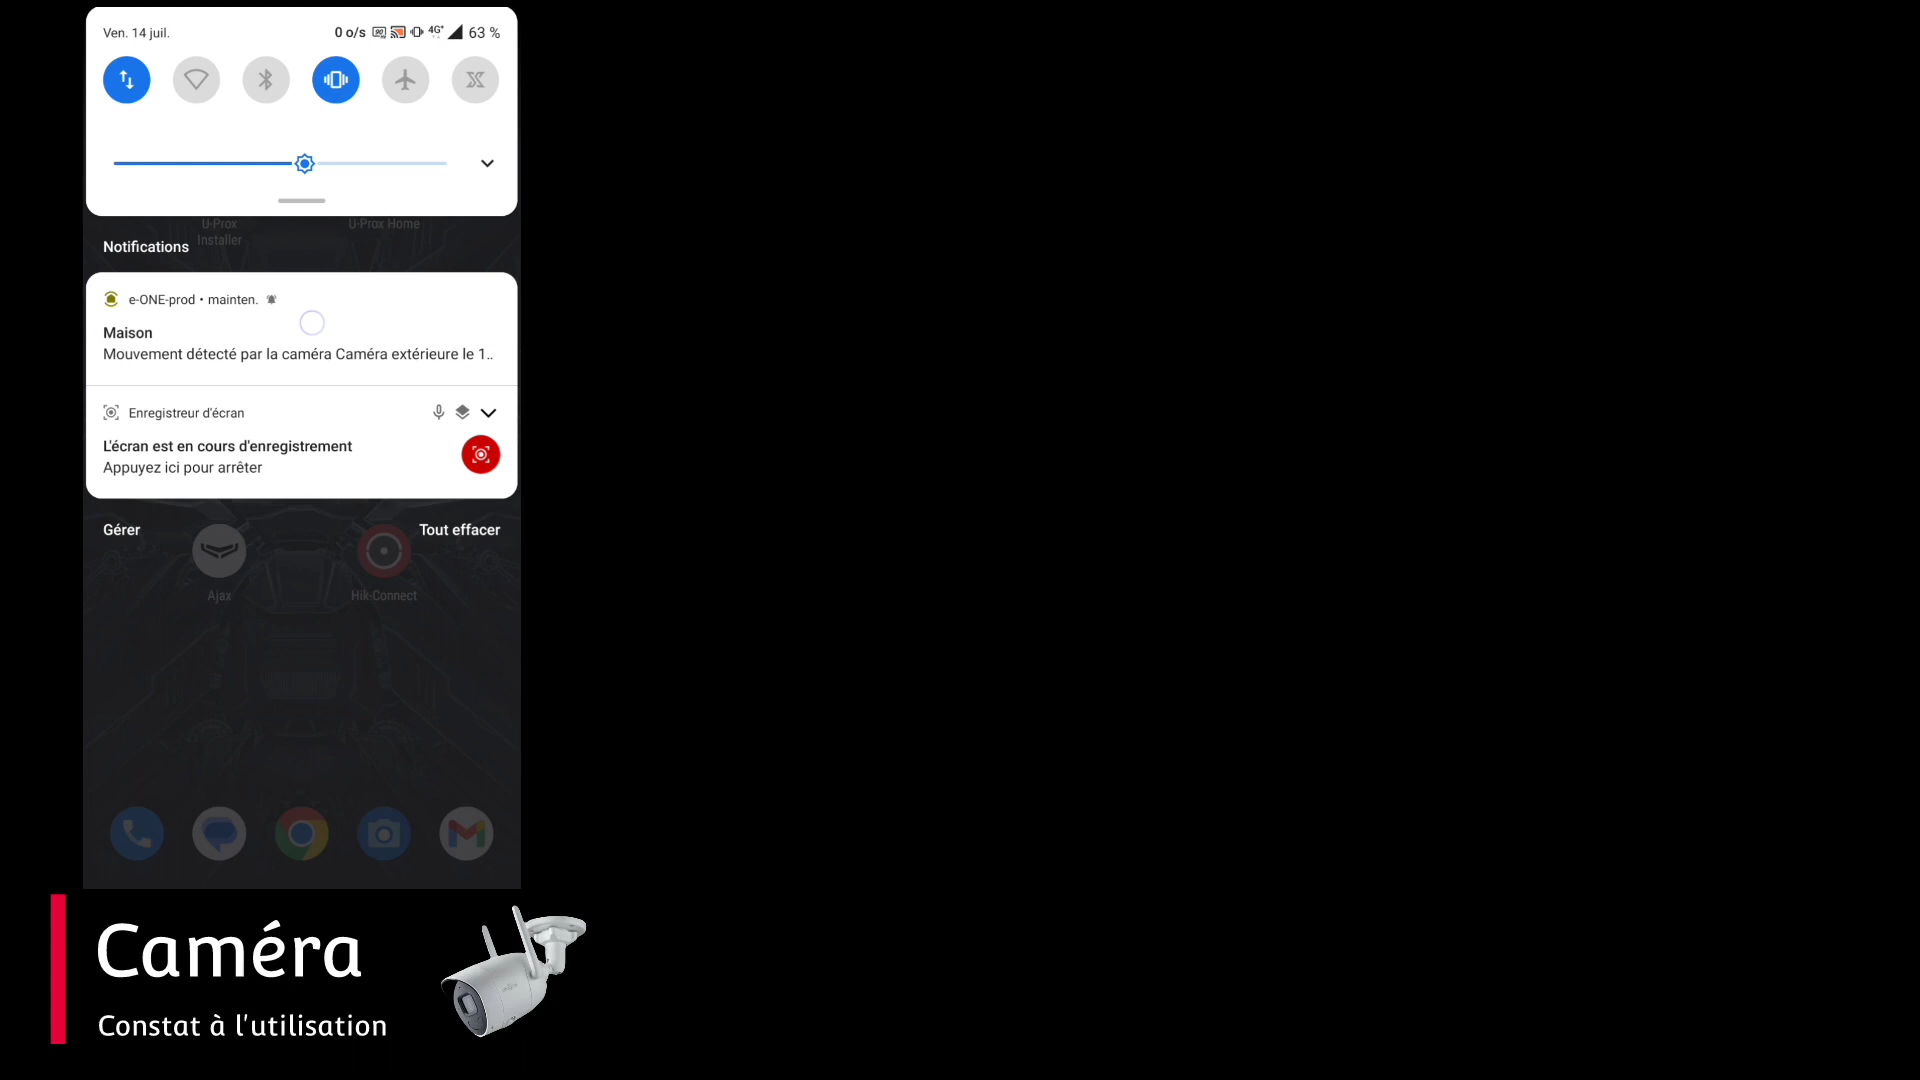 Ven. 14 juil.
0 o/s 4G+ 63 %
U-Prox Installer
U-Prox Home
Notifications
e-ONE-prod • mainten.
Maison
Mouvement détecté par la caméra Caméra extérieure le 1..
Enregistreur d'écran
L'écran est en cours d'enregistrement
Appuyez ici pour arrêter
Gérer
Tout effacer
Ajax
Hik-Connect
Caméra
Constat à l'utilisation